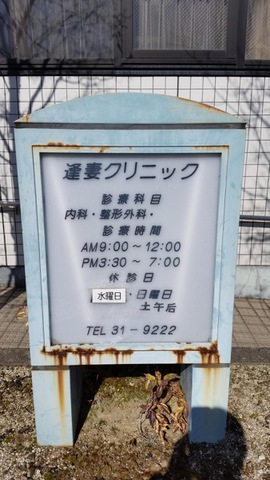 逢妻クリニック
診療科目
内科・整形外科・
診療時間
AM9:00～12:00
PM3:30～7:00
休診日
水曜日・日曜日
土午后
TEL 31-9222